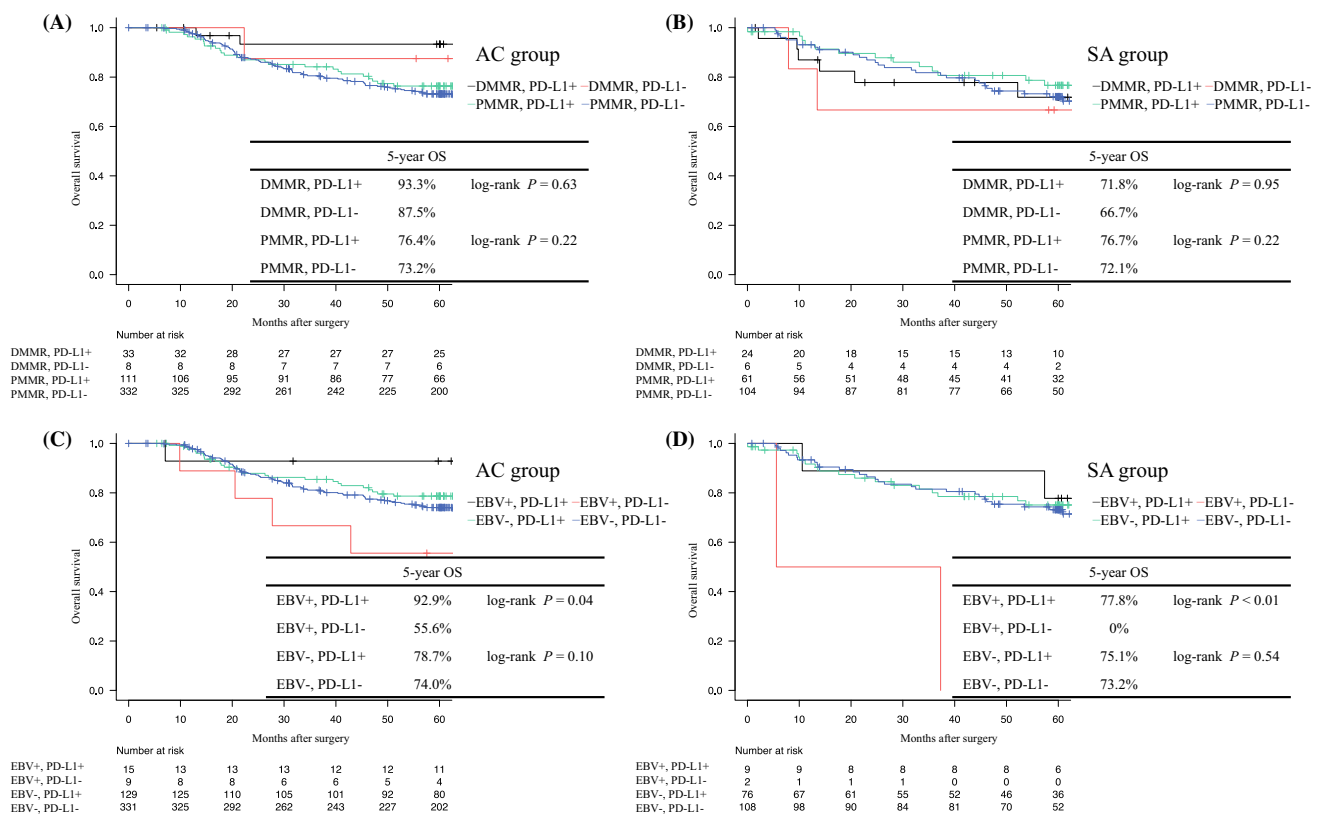 (A)
AC group
DMMR, PD-L1+ DMMR, PD-L1-
PMMR, PD-L1+ PMMR, PD-L1-
Overall survival
1.0
0.8
0.6
0.4
0.2
0.0
5-year OS
DMMR, PD-L1+ 93.3% log-rank P = 0.63
DMMR, PD-L1- 87.5%
PMMR, PD-L1+ 76.4% log-rank P = 0.22
PMMR, PD-L1- 73.2%
0 10 20 30 40 50 60
Months after surgery
Number at risk
DMMR, PD-L1+ 33 32 28 27 27 27 25
DMMR, PD-L1- 8 8 8 7 7 7 6
PMMR, PD-L1+ 111 106 95 91 86 77 66
PMMR, PD-L1- 332 325 292 261 242 225 200
(B)
SA group
DMMR, PD-L1+ DMMR, PD-L1-
PMMR, PD-L1+ PMMR, PD-L1-
Overall survival
1.0
0.8
0.6
0.4
0.2
0.0
5-year OS
DMMR, PD-L1+ 71.8% log-rank P = 0.95
DMMR, PD-L1- 66.7%
PMMR, PD-L1+ 76.7% log-rank P = 0.22
PMMR, PD-L1- 72.1%
0 10 20 30 40 50 60
Months after surgery
Number at risk
DMMR, PD-L1+ 24 20 18 15 15 13 10
DMMR, PD-L1- 6 5 4 4 4 4 2
PMMR, PD-L1+ 61 56 51 48 45 41 32
PMMR, PD-L1- 104 94 87 81 77 66 50
(C)
AC group
EBV+, PD-L1+ EBV+, PD-L1-
EBV-, PD-L1+ EBV-, PD-L1-
Overall survival
1.0
0.8
0.6
0.4
0.2
0.0
5-year OS
EBV+, PD-L1+ 92.9% log-rank P = 0.04
EBV+, PD-L1- 55.6%
EBV-, PD-L1+ 78.7% log-rank P = 0.10
EBV-, PD-L1- 74.0%
0 10 20 30 40 50 60
Months after surgery
Number at risk
EBV+, PD-L1+ 15 13 13 13 12 12 11
EBV+, PD-L1- 9 8 8 6 6 5 4
EBV-, PD-L1+ 129 125 110 105 101 92 80
EBV-, PD-L1- 331 325 292 262 243 227 202
(D)
SA group
EBV+, PD-L1+ EBV+, PD-L1-
EBV-, PD-L1+ EBV-, PD-L1-
Overall survival
1.0
0.8
0.6
0.4
0.2
0.0
5-year OS
EBV+, PD-L1+ 77.8% log-rank P < 0.01
EBV+, PD-L1- 0%
EBV-, PD-L1+ 75.1% log-rank P = 0.54
EBV-, PD-L1- 73.2%
0 10 20 30 40 50 60
Months after surgery
Number at risk
EBV+, PD-L1+ 9 9 8 8 8 8 6
EBV+, PD-L1- 2 1 1 1 0 0 0
EBV-, PD-L1+ 76 67 61 55 52 46 36
EBV-, PD-L1- 108 98 90 84 81 70 52